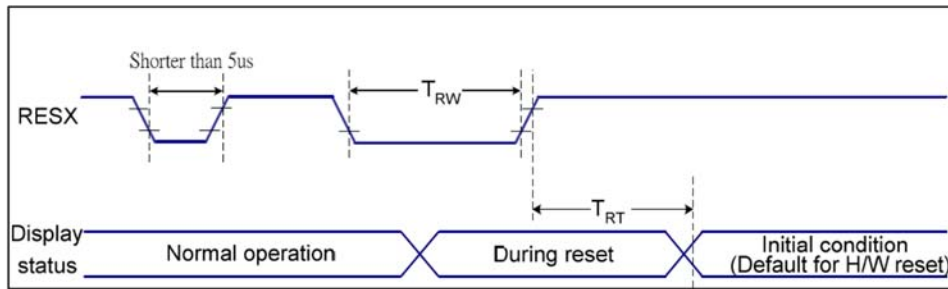 Shorter than 5us
TRW
RESX
TRT
Display
status
Normal operation
During reset
Initial condition
(Default for H/W reset)